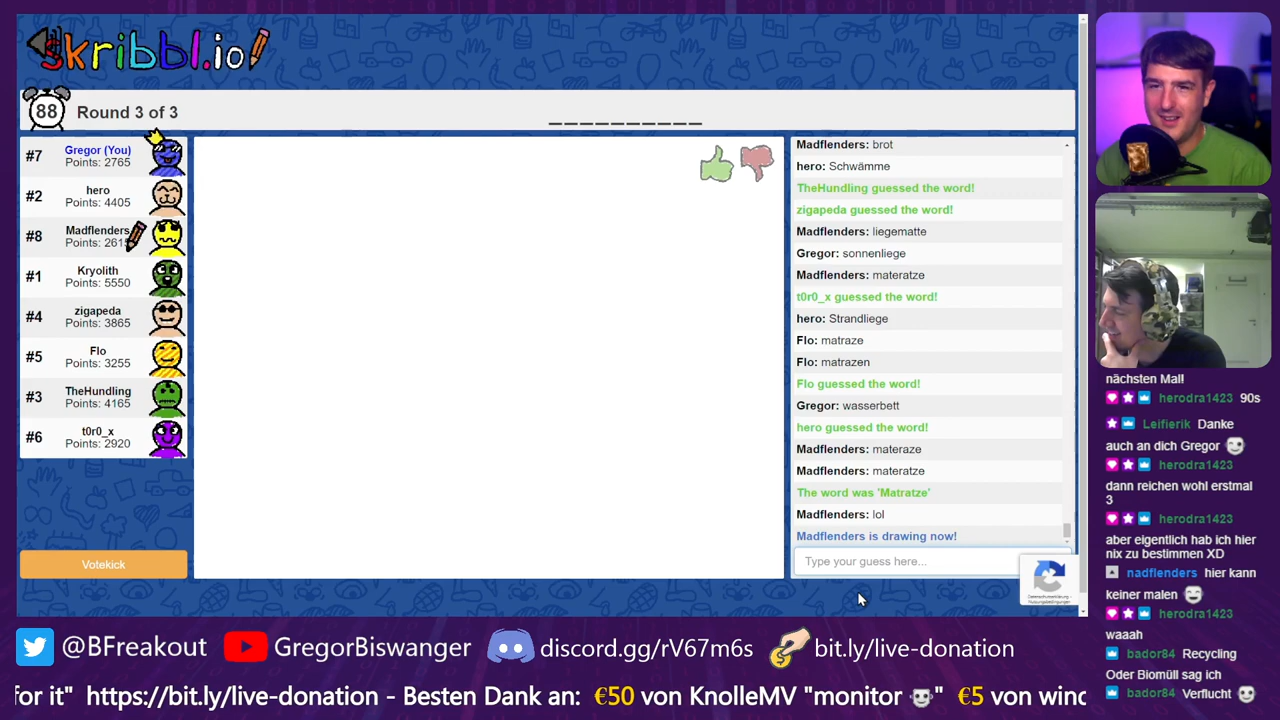 skribbl.io
88
Round 3 of 3
__________
#7
Gregor (You)
Points: 2765
#2
hero
Points: 4405
#8
Madflenders
Points: 261
#1
Kryolith
Points: 5550
#4
zigapeda
Points: 3865
#5
Flo
Points: 3255
#3
TheHundling
Points: 4165
#6
t0r0_x
Points: 2920
Votekick
Madflenders: brot
hero: Schwämme
TheHundling guessed the word!
zigapeda guessed the word!
Madflenders: liegematte
Gregor: sonnenliege
Madflenders: materatze
t0r0_x guessed the word!
hero: Strandliege
Flo: matraze
Flo: matrazen
Flo guessed the word!
Gregor: wasserbett
hero guessed the word!
Madflenders: materaze
Madflenders: materatze
The word was 'Matratze'
Madflenders: lol
Madflenders is drawing now!
Type your guess here...
nächsten Mal!
herodra1423 90s
Leifierik Danke
auch an dich Gregor
herodra1423
dann reichen wohl erstmal
3
herodra1423
aber eigentlich hab ich hier
nix zu bestimmen XD
nadflenders hier kann
keiner malen
herodra1423
waaah
bador84 Recycling
Oder Biomüll sag ich
bador84 Verflucht
@BFreakout
GregorBiswanger
discord.gg/rV67m6s
bit.ly/live-donation
for it" https://bit.ly/live-donation - Besten Dank an: €50 von KnolleMV "monitor " €5 von wind